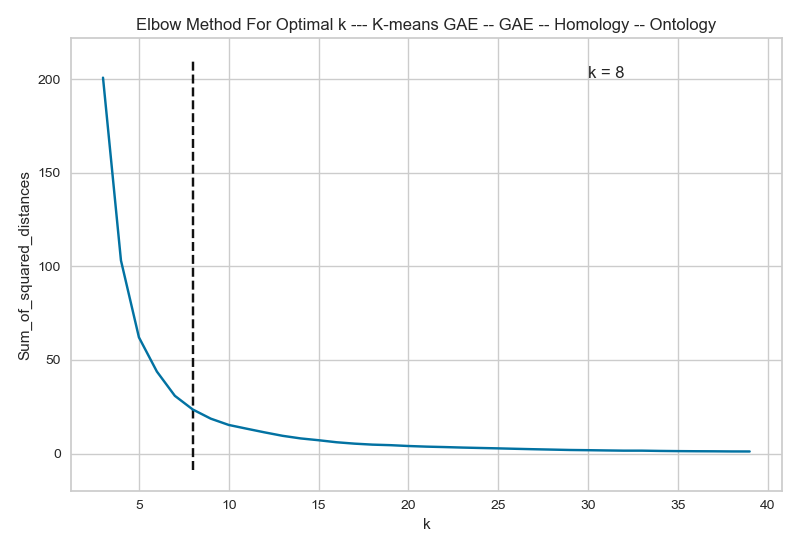 Elbow Method For Optimal k --- K-means GAE -- GAE -- Homology -- Ontology
k = 8
200
150
100
50
0
Sum_of_squared_distances
5 10 15 20 25 30 35 40
k